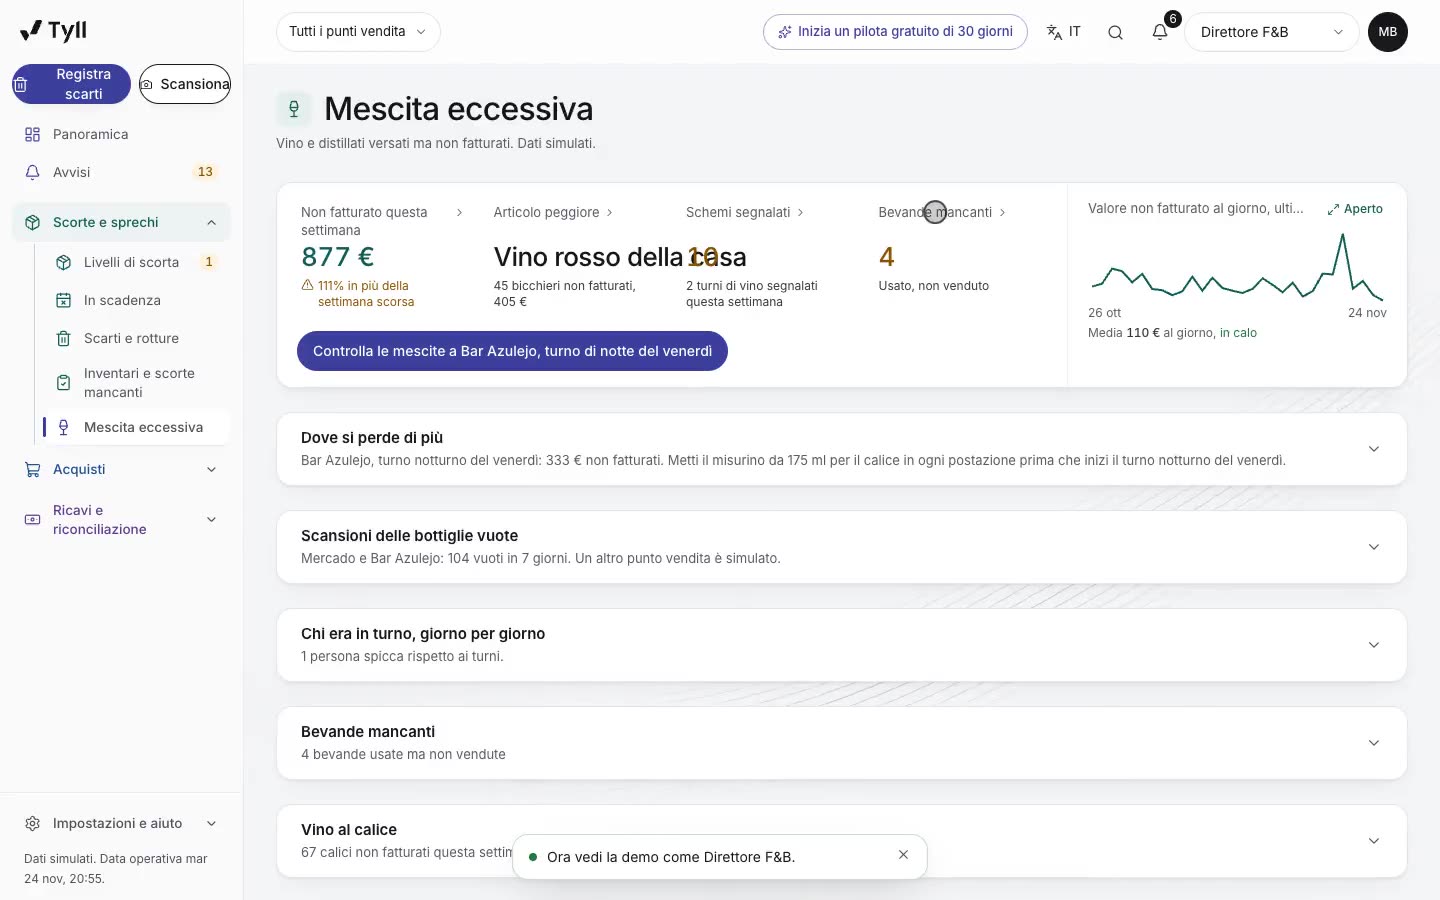 Tyll
Tutti i punti vendita
Inizia un pilota gratuito di 30 giorni
IT
6
Direttore F&B
MB
Registra
scarti
Scansiona
Panoramica
Avvisi
13
Scorte e sprechi
Livelli di scorta
1
In scadenza
Scarti e rotture
Inventari e scorte
mancanti
Mescita eccessiva
Acquisti
Ricavi e
riconciliazione
Impostazioni e aiuto
Dati simulati. Data operativa mar
24 nov, 20:55.
Mescita eccessiva
Vino e distillati versati ma non fatturati. Dati simulati.
Non fatturato questa
settimana
877 €
111% in più della
settimana scorsa
Articolo peggiore
Vino rosso della casa
45 bicchieri non fatturati,
405 €
Schemi segnalati
10
2 turni di vino segnalati
questa settimana
Bevande mancanti
4
Usato, non venduto
Controlla le mescite a Bar Azulejo, turno di notte del venerdì
Valore non fatturato al giorno, ulti...
Aperto
26 ott
24 nov
Media 110 € al giorno, in calo
Dove si perde di più
Bar Azulejo, turno notturno del venerdì: 333 € non fatturati. Metti il misurino da 175 ml per il calice in ogni postazione prima che inizi il turno notturno del venerdì.
Scansioni delle bottiglie vuote
Mercado e Bar Azulejo: 104 vuoti in 7 giorni. Un altro punto vendita è simulato.
Chi era in turno, giorno per giorno
1 persona spicca rispetto ai turni.
Bevande mancanti
4 bevande usate ma non vendute
Vino al calice
67 calici non fatturati questa settim
Ora vedi la demo come Direttore F&B.